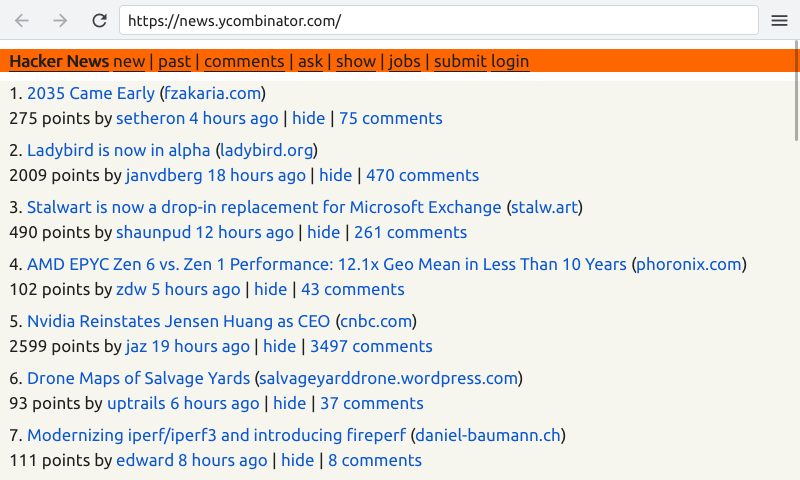 https://news.ycombinator.com/
Hacker News new | past | comments | ask | show | jobs | submit login
1. 2035 Came Early (fzakaria.com)
275 points by setheron 4 hours ago | hide | 75 comments
2. Ladybird is now in alpha (ladybird.org)
2009 points by janvdberg 18 hours ago | hide | 470 comments
3. Stalwart is now a drop-in replacement for Microsoft Exchange (stalw.art)
490 points by shaunpud 12 hours ago | hide | 261 comments
4. AMD EPYC Zen 6 vs. Zen 1 Performance: 12.1x Geo Mean in Less Than 10 Years (phoronix.com)
102 points by zdw 5 hours ago | hide | 43 comments
5. Nvidia Reinstates Jensen Huang as CEO (cnbc.com)
2599 points by jaz 19 hours ago | hide | 3497 comments
6. Drone Maps of Salvage Yards (salvageyarddrone.wordpress.com)
93 points by uptrails 6 hours ago | hide | 37 comments
7. Modernizing iperf/iperf3 and introducing fireperf (daniel-baumann.ch)
111 points by edward 8 hours ago | hide | 8 comments